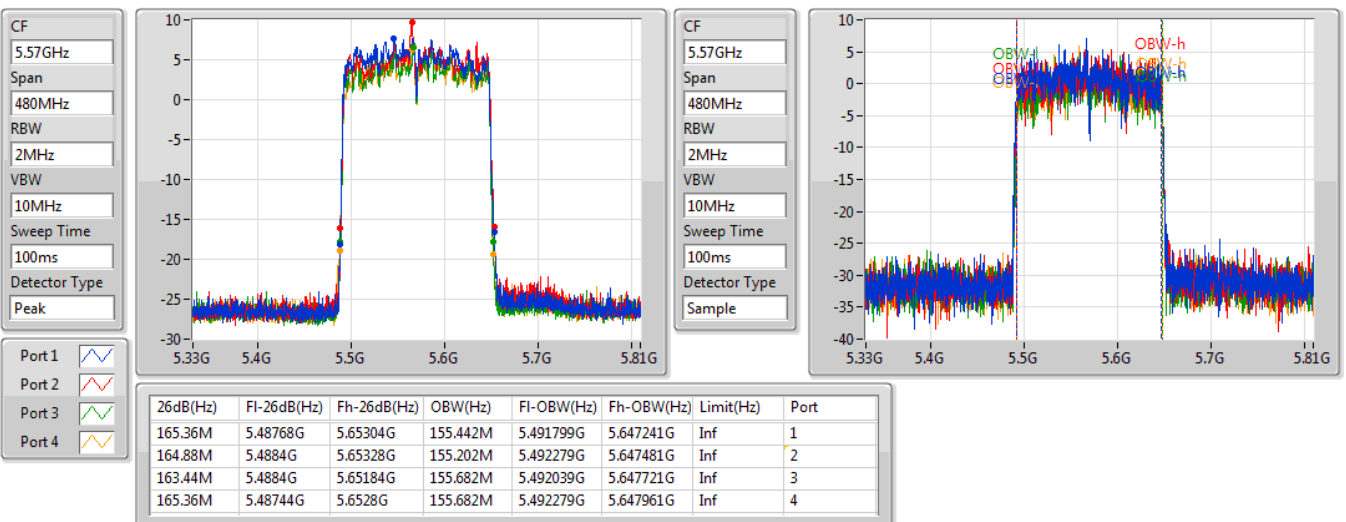 CF
5.57GHz
Span
480MHz
RBW
2MHz
VBW
10MHz
Sweep Time
100ms
Detector Type
Peak
10
5
0
-5
-10
-15
-20
-25
-30
5.33G 5.4G 5.5G 5.6G 5.7G 5.81G
CF
5.57GHz
Span
480MHz
RBW
2MHz
VBW
10MHz
Sweep Time
100ms
Detector Type
Sample
10
5
0
-5
-10
-15
-20
-25
-30
-35
-40
OBW-h
5.33G 5.4G 5.5G 5.6G 5.7G 5.81G
Port 1
Port 2
Port 3
Port 4
26dB(Hz) Fl-26dB(Hz) Fh-26dB(Hz) OBW(Hz) Fl-OBW(Hz) Fh-OBW(Hz) Limit(Hz) Port
165.36M 5.48768G 5.65304G 155.442M 5.491799G 5.647241G Inf 1
164.88M 5.4884G 5.65328G 155.202M 5.492279G 5.647481G Inf 2
163.44M 5.4884G 5.65184G 155.682M 5.492039G 5.647721G Inf 3
165.36M 5.48744G 5.6528G 155.682M 5.492279G 5.647961G Inf 4